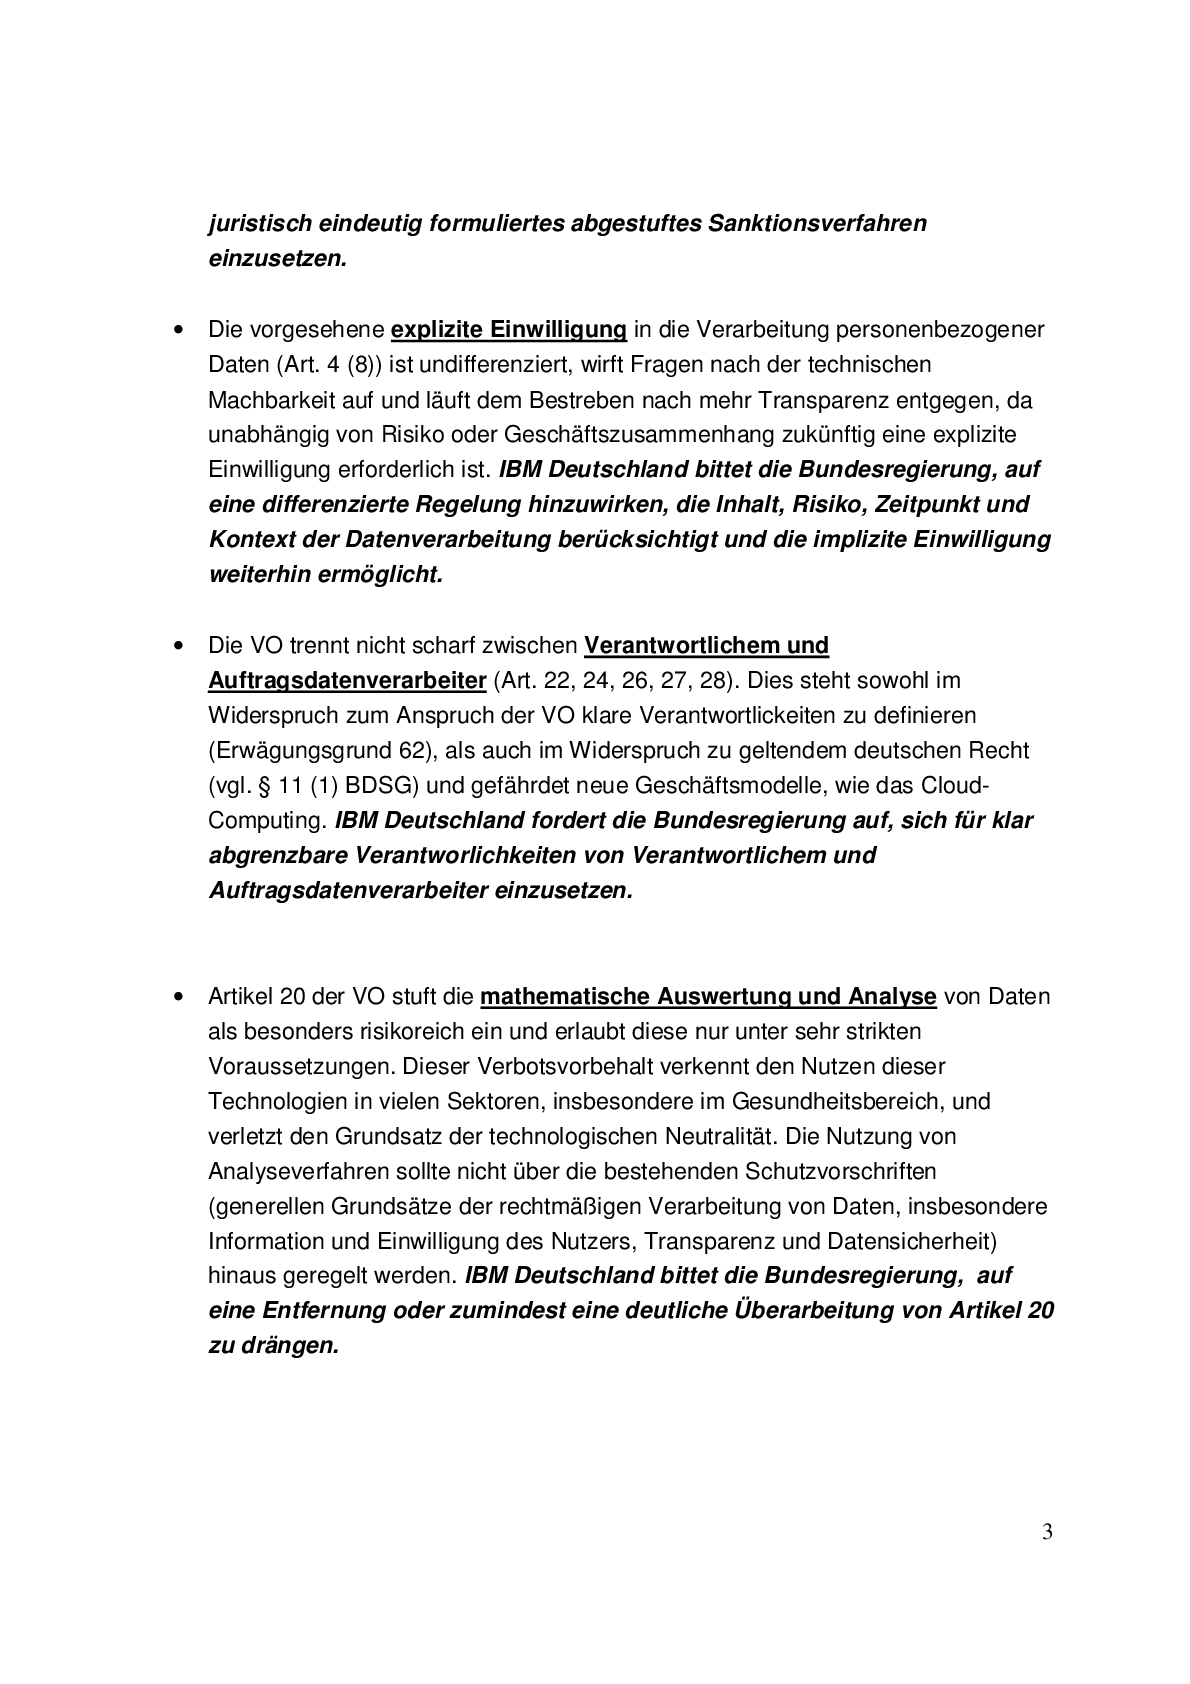 juristisch eindeutig formuliertes abgestuftes Sanktionsverfahren
einzusetzen.
• Die vorgesehene explizite Einwilligung in die Verarbeitung personenbezogener
Daten (Art. 4 (8)) ist undifferenziert, wirft Fragen nach der technischen
Machbarkeit auf und läuft dem Bestreben nach mehr Transparenz entgegen, da
unabhängig von Risiko oder Geschäftszusammenhang zukünftig eine explizite
Einwilligung erforderlich ist. IBM Deutschland bittet die Bundesregierung, auf
eine differenzierte Regelung hinzuwirken, die Inhalt, Risiko, Zeitpunkt und
Kontext der Datenverarbeitung berücksichtigt und die implizite Einwilligung
weiterhin ermöglicht.
• Die VO trennt nicht scharf zwischen Verantwortlichem und
Auftragsdatenverarbeiter (Art. 22, 24, 26, 27, 28). Dies steht sowohl im
Widerspruch zum Anspruch der VO klare Verantwortlickeiten zu definieren
(Erwägungsgrund 62), als auch im Widerspruch zu geltendem deutschen Recht
(vgl. § 11 (1) BDSG) und gefährdet neue Geschäftsmodelle, wie das Cloud-
Computing. IBM Deutschland fordert die Bundesregierung auf, sich für klar
abgrenzbare Verantworlichkeiten von Verantwortlichem und
Auftragsdatenverarbeiter einzusetzen.
• Artikel 20 der VO stuft die mathematische Auswertung und Analyse von Daten
als besonders risikoreich ein und erlaubt diese nur unter sehr strikten
Voraussetzungen. Dieser Verbotsvorbehalt verkennt den Nutzen dieser
Technologien in vielen Sektoren, insbesondere im Gesundheitsbereich, und
verletzt den Grundsatz der technologischen Neutralität. Die Nutzung von
Analyseverfahren sollte nicht über die bestehenden Schutzvorschriften
(generellen Grundsätze der rechtmäßigen Verarbeitung von Daten, insbesondere
Information und Einwilligung des Nutzers, Transparenz und Datensicherheit)
hinaus geregelt werden. IBM Deutschland bittet die Bundesregierung, auf
eine Entfernung oder zumindest eine deutliche Überarbeitung von Artikel 20
zu drängen.
3